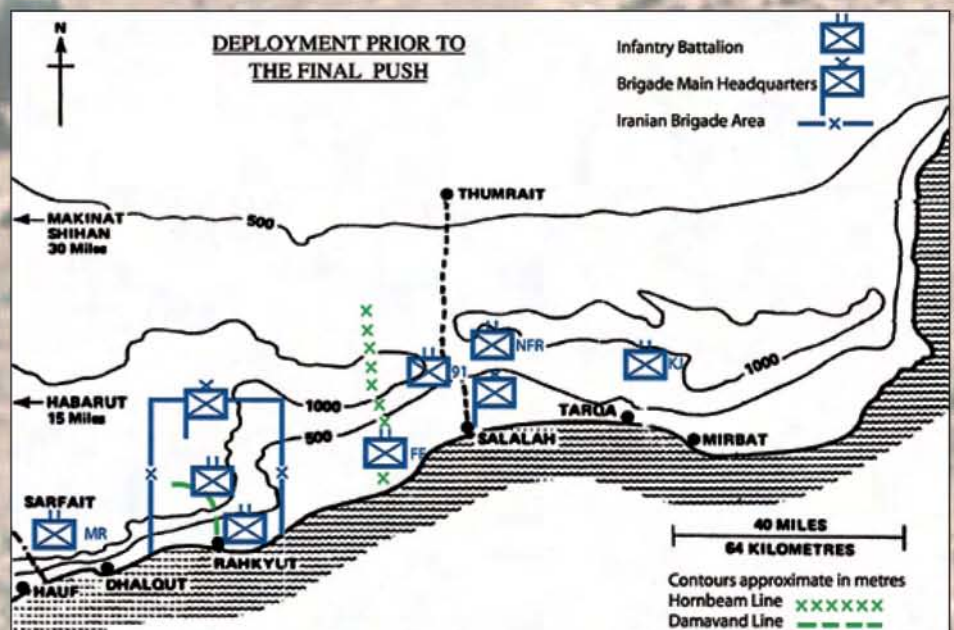 N
DEPLOYMENT PRIOR TO
THE FINAL PUSH
Infantry Battalion
Brigade Main Headquarters
Iranian Brigade Area
THUMRAIT
MAKINAT
SHIHAN
30 Miles
500
NFR
91
KJ
1000
HABARUT
15 Miles
1000
500
FF
TARQA
SALALAH
MIRBAT
SARFAIT
MR
RAHKYUT
DHALQUT
HAUF
40 MILES
64 KILOMETRES
Contours approximate in metres
Hornbeam Line
Damavand Line